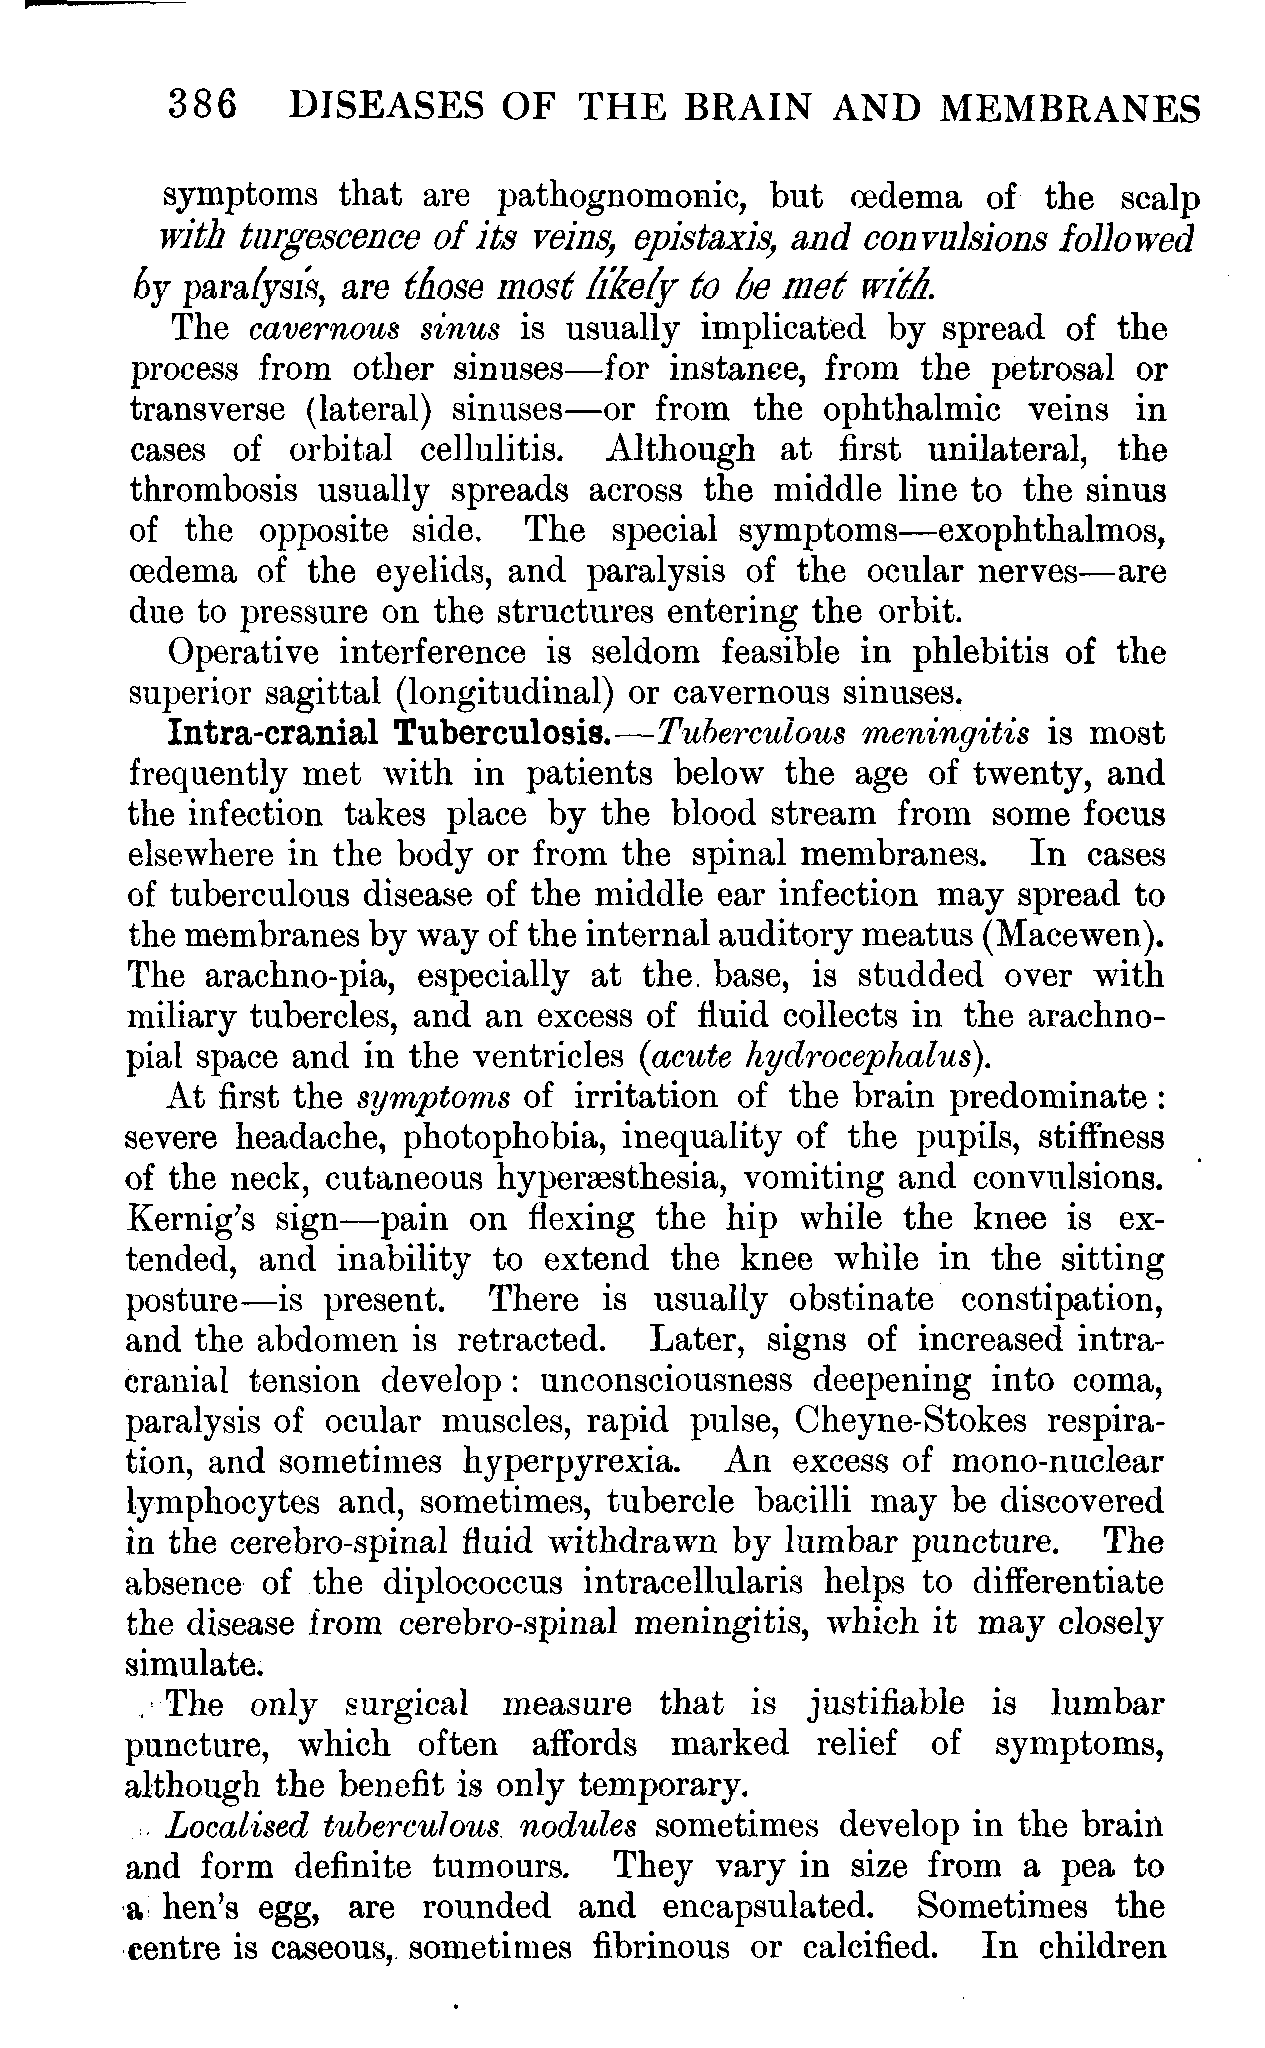 386 DISEASES OF THE BRAIN AND MEMBRANES
symptoms that are pathognomonic, but œdema of the scalp
with turgescence of its veins, epistaxis, and convulsions followed
by paralysis, are those most likely to be met with.
The cavernous sinus is usually implicated by spread of the
process from other sinuses—for instance, from the petrosal or
transverse (lateral) sinuses—or from the ophthalmic veins in
cases of orbital cellulitis. Although at first unilateral, the
thrombosis usually spreads across the middle line to the sinus
of the opposite side. The special symptoms—exophthalmos,
œdema of the eyelids, and paralysis of the ocular nerves—are
due to pressure on the structures entering the orbit.
Operative interference is seldom feasible in phlebitis of the
superior sagittal (longitudinal) or cavernous sinuses.
Intra-cranial Tuberculosis.—Tuberculous meningitis is most
frequently met with in patients below the age of twenty, and
the infection takes place by the blood stream from some focus
elsewhere in the body or from the spinal membranes. In cases
of tuberculous disease of the middle ear infection may spread to
the membranes by way of the internal auditory meatus (Macewen).
The arachno-pia, especially at the base, is studded over with
miliary tubercles, and an excess of fluid collects in the arachno-
pial space and in the ventricles (acute hydrocephalus).
At first the symptoms of irritation of the brain predominate :
severe headache, photophobia, inequality of the pupils, stiffness
of the neck, cutaneous hyperæsthesia, vomiting and convulsions.
Kernig's sign—pain on flexing the hip while the knee is ex-
tended, and inability to extend the knee while in the sitting
posture—is present. There is usually obstinate constipation,
and the abdomen is retracted. Later, signs of increased intra-
cranial tension develop : unconsciousness deepening into coma,
paralysis of ocular muscles, rapid pulse, Cheyne-Stokes respira-
tion, and sometimes hyperpyrexia. An excess of mono-nuclear
lymphocytes and, sometimes, tubercle bacilli may be discovered
in the cerebro-spinal fluid withdrawn by lumbar puncture. The
absence of the diplococcus intracellularis helps to differentiate
the disease from cerebro-spinal meningitis, which it may closely
simulate.
The only surgical measure that is justifiable is lumbar
puncture, which often affords marked relief of symptoms,
although the benefit is only temporary.
Localised tuberculous nodules sometimes develop in the brain
and form definite tumours. They vary in size from a pea to
a hen's egg, are rounded and encapsulated. Sometimes the
centre is caseous, sometimes fibrinous or calcified. In children